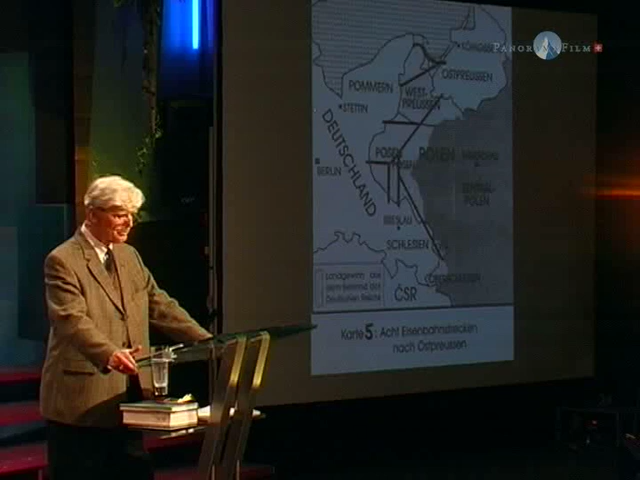 PANORAMA FILM
KÖNIGSB.
OSTPREUSSEN
POMMERN
WEST-
PREUSSEN
STETTIN
DEUTSCHLAND
POSEN
POLEN
BERLIN
BRESLAU
SCHLESIEN
ČSR
Karte 5: Acht Eisenbahnstrecken
nach Ostpreussen